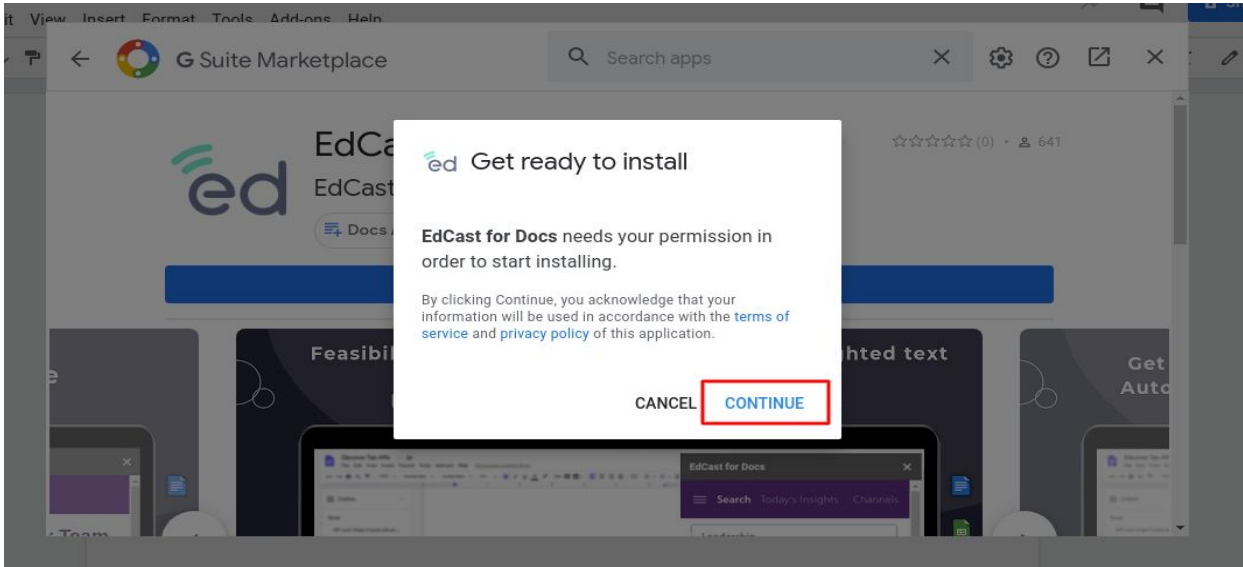 it View Insert Format Tools Add-ons Help
G Suite Marketplace
Search apps
EdCa
(0) · 641
ed
EdCast
Docs
ed Get ready to install
EdCast for Docs needs your permission in
order to start installing.
By clicking Continue, you acknowledge that your
information will be used in accordance with the terms of
service and privacy policy of this application.
CANCEL CONTINUE
Feasibil
hted text
Get
Auto
EdCast for Docs
Search Today's Insights Channels
Leadership
Team